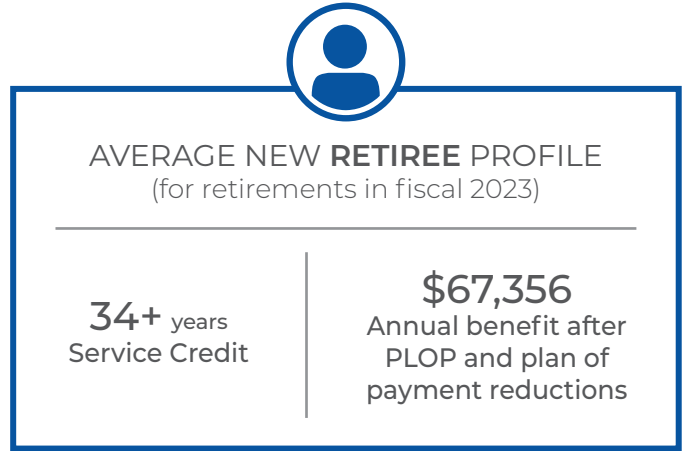 AVERAGE NEW RETIREE PROFILE
(for retirements in fiscal 2023)
34+ years
Service Credit
$67,356
Annual benefit after
PLOP and plan of
payment reductions